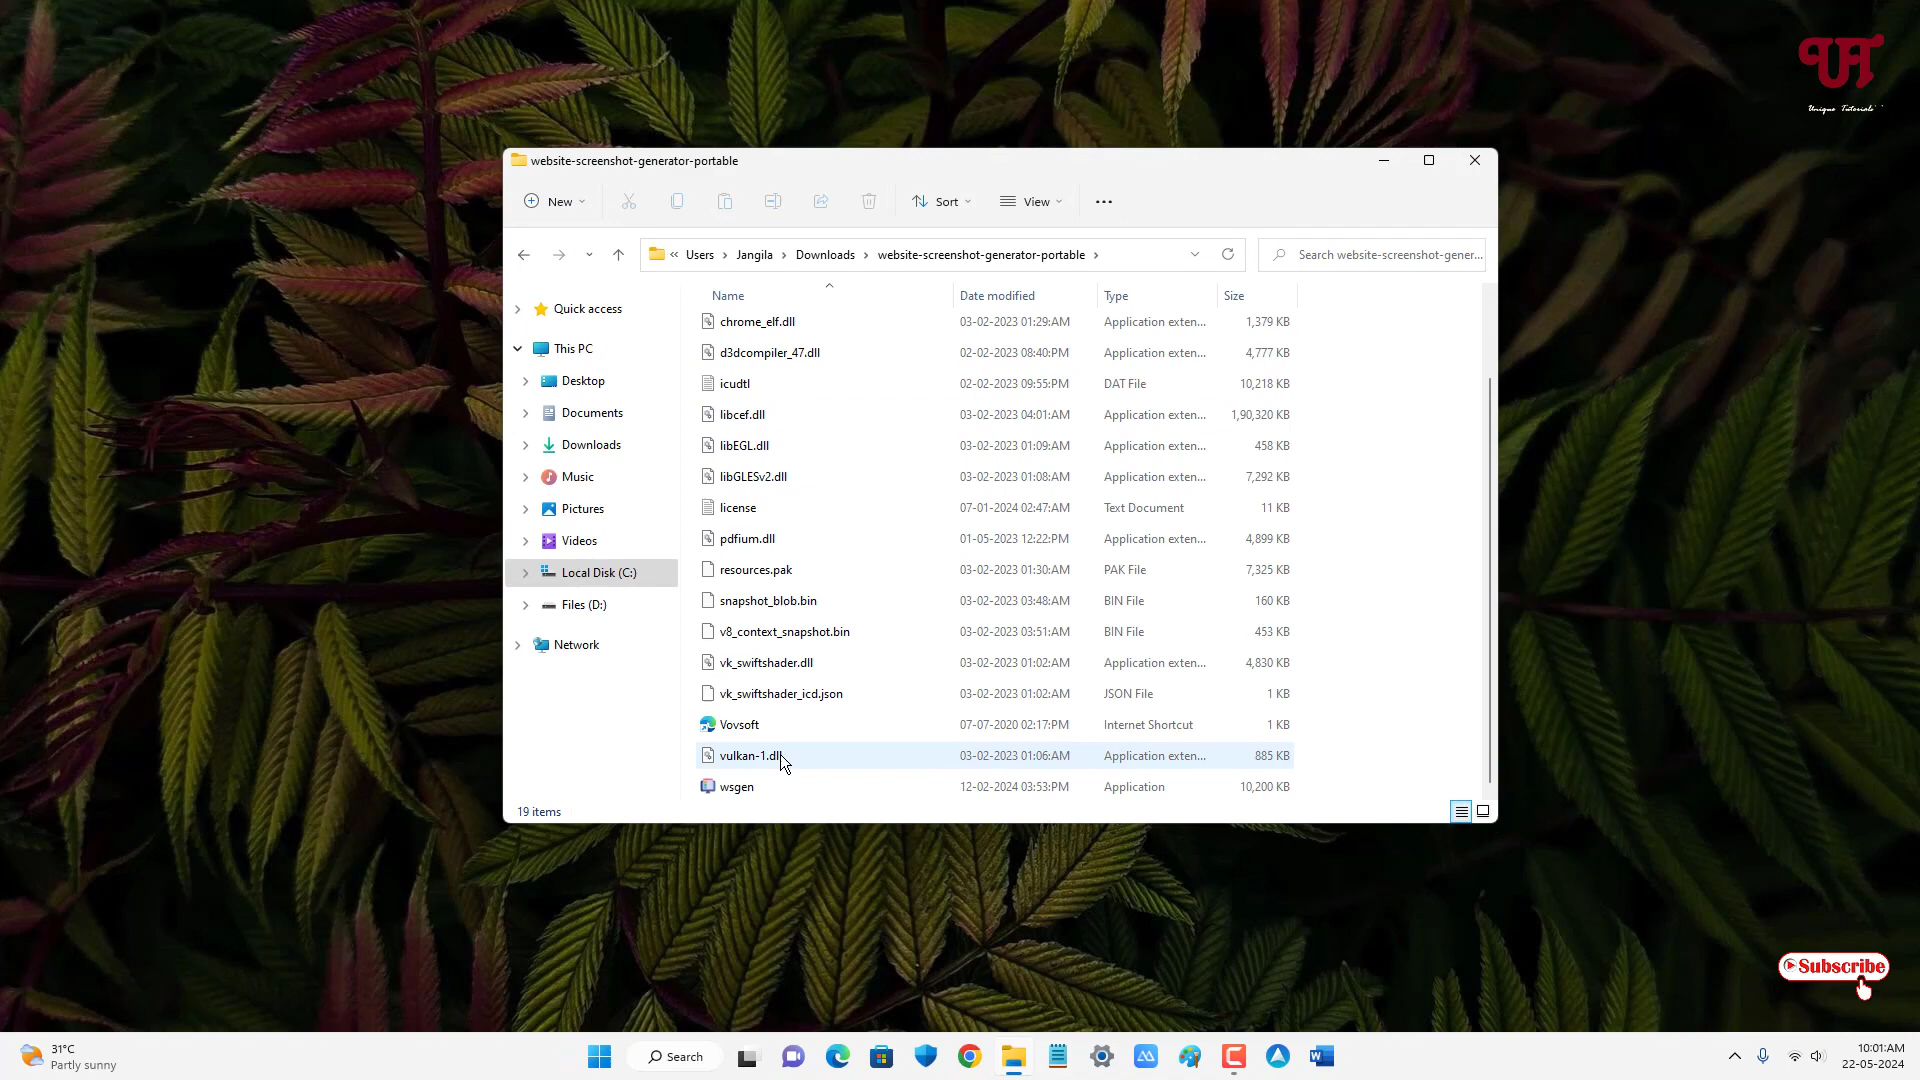 Unique Tutorials
website-screenshot-generator-portable
New
Sort
View
Users
Jangila
Downloads
website-screenshot-generator-portable
Search website-screenshot-gener...
Name
Date modified
Type
Size
Quick access
This PC
Desktop
Documents
Downloads
Music
Pictures
Videos
Local Disk (C:)
Files (D:)
Network
chrome_elf.dll 03-02-2023 01:29:AM Application exten... 1,379 KB
d3dcompiler_47.dll 02-02-2023 08:40:PM Application exten... 4,777 KB
icudtl 02-02-2023 09:55:PM DAT File 10,218 KB
libcef.dll 03-02-2023 04:01:AM Application exten... 1,90,320 KB
libEGL.dll 03-02-2023 01:09:AM Application exten... 458 KB
libGLESv2.dll 03-02-2023 01:08:AM Application exten... 7,292 KB
license 07-01-2024 02:47:AM Text Document 11 KB
pdfium.dll 01-05-2023 12:22:PM Application exten... 4,899 KB
resources.pak 03-02-2023 01:30:AM PAK File 7,325 KB
snapshot_blob.bin 03-02-2023 03:48:AM BIN File 160 KB
v8_context_snapshot.bin 03-02-2023 03:51:AM BIN File 453 KB
vk_swiftshader.dll 03-02-2023 01:02:AM Application exten... 4,830 KB
vk_swiftshader_icd.json 03-02-2023 01:02:AM JSON File 1 KB
Vovsoft 07-07-2020 02:17:PM Internet Shortcut 1 KB
vulkan-1.dll 03-02-2023 01:06:AM Application exten... 885 KB
wsgen 12-02-2024 03:53:PM Application 10,200 KB
19 items
Subscribe
31°C
Partly sunny
Search
10:01:AM
22-05-2024